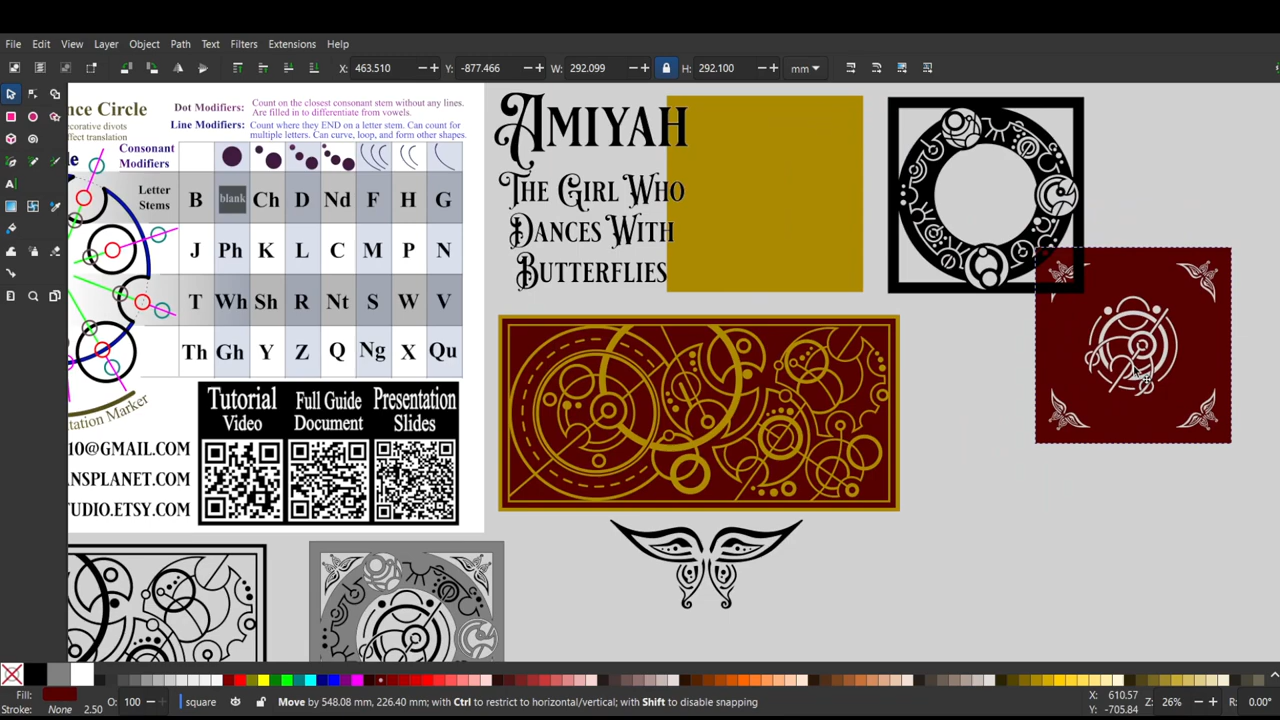 File Edit View Layer Object Path Text Filters Extensions Help
X: 463.510 Y: -877.466 W: 292.099 H: 292.100 mm
nce Circle
ecorative divots
ffect translation
Dot Modifiers: Count on the closest consonant stem without any lines.
Are filled in to differentiate from vowels.
Line Modifiers: Count where they END on a letter stem. Can count for
multiple letters. Can curve, loop, and form other shapes.
Consonant
Modifiers
Letter
Stems
B blank Ch D Nd F H G
J Ph K L C M P N
T Wh Sh R Nt S W V
Th Gh Y Z Q Ng X Qu
tation Marker
Tutorial
Video
Full Guide
Document
Presentation
Slides
10@GMAIL.COM
ANSPLANET.COM
TUDIO.ETSY.COM
Amiyah
The Girl Who
Dances With
Butterflies
Fill:
Stroke: None 2.50
O: 100
square
Move by 548.08 mm, 226.40 mm; with Ctrl to restrict to horizontal/vertical; with Shift to disable snapping
X: 610.57
Y: -705.84
Z: 26%
R: 0.00°